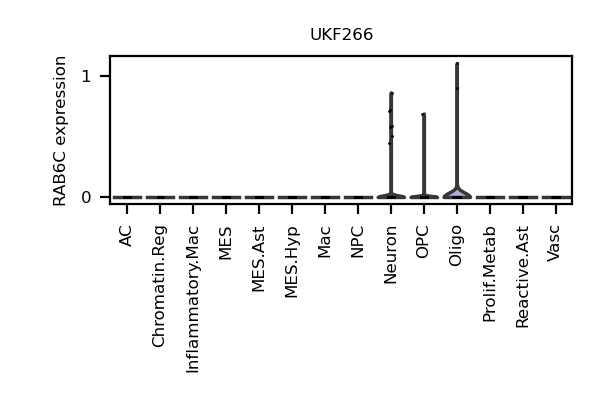 UKF266
RAB6C expression
1
0
AC
Chromatin.Reg
Inflammatory.Mac
MES
MES.Ast
MES.Hyp
Mac
NPC
Neuron
OPC
Oligo
Prolif.Metab
Reactive.Ast
Vasc